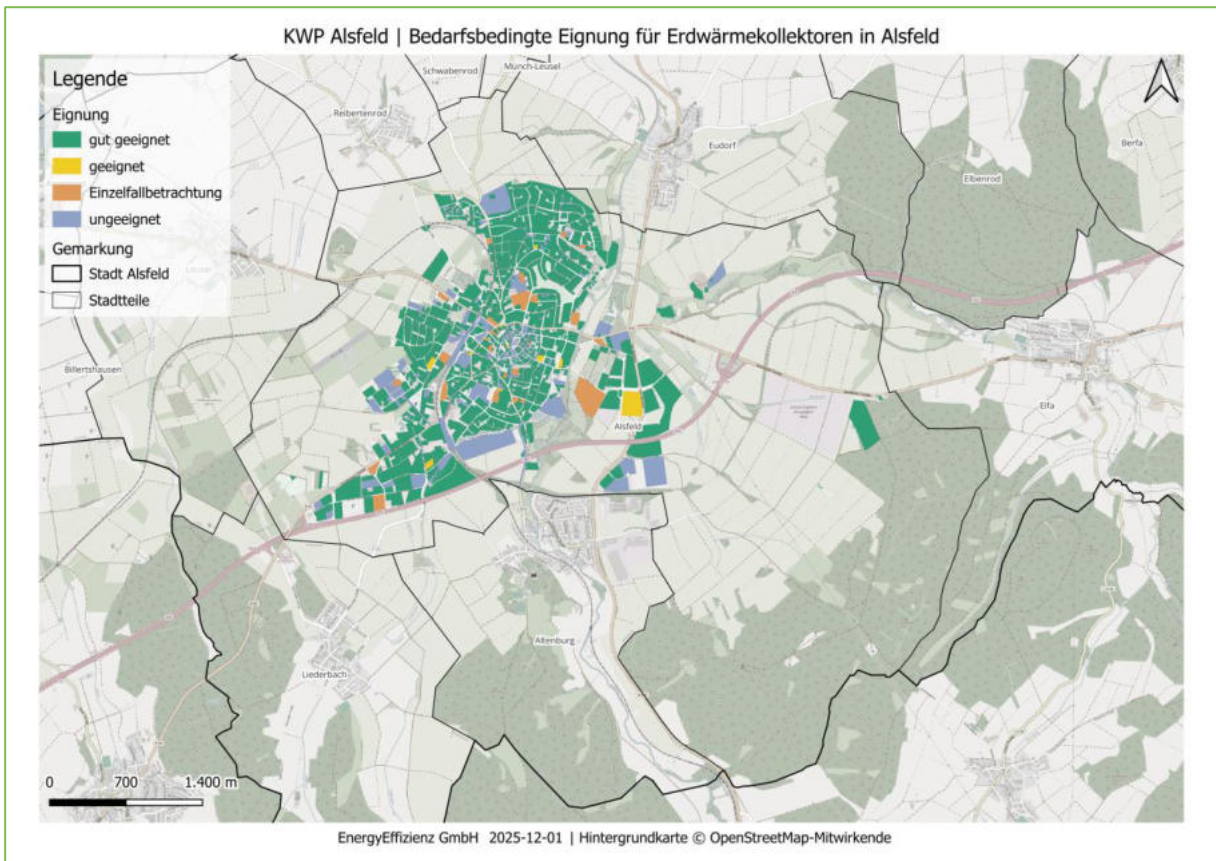 KWP Alsfeld | Bedarfsbedingte Eignung für Erdwärmekollektoren in Alsfeld
Legende
Eignung
gut geeignet
geeignet
Einzelfallbetrachtung
ungeeignet
Gemarkung
Stadt Alsfeld
Stadtteile
Schwabenrod
Münch-Leusel
Reibertenrod
Eudorf
Berfa
Elbenrod
Billertshausen
Elfa
Alsfeld
Altenburg
Liederbach
0 700 1.400 m
EnergyEffizienz GmbH 2025-12-01 | Hintergrundkarte © OpenStreetMap-Mitwirkende